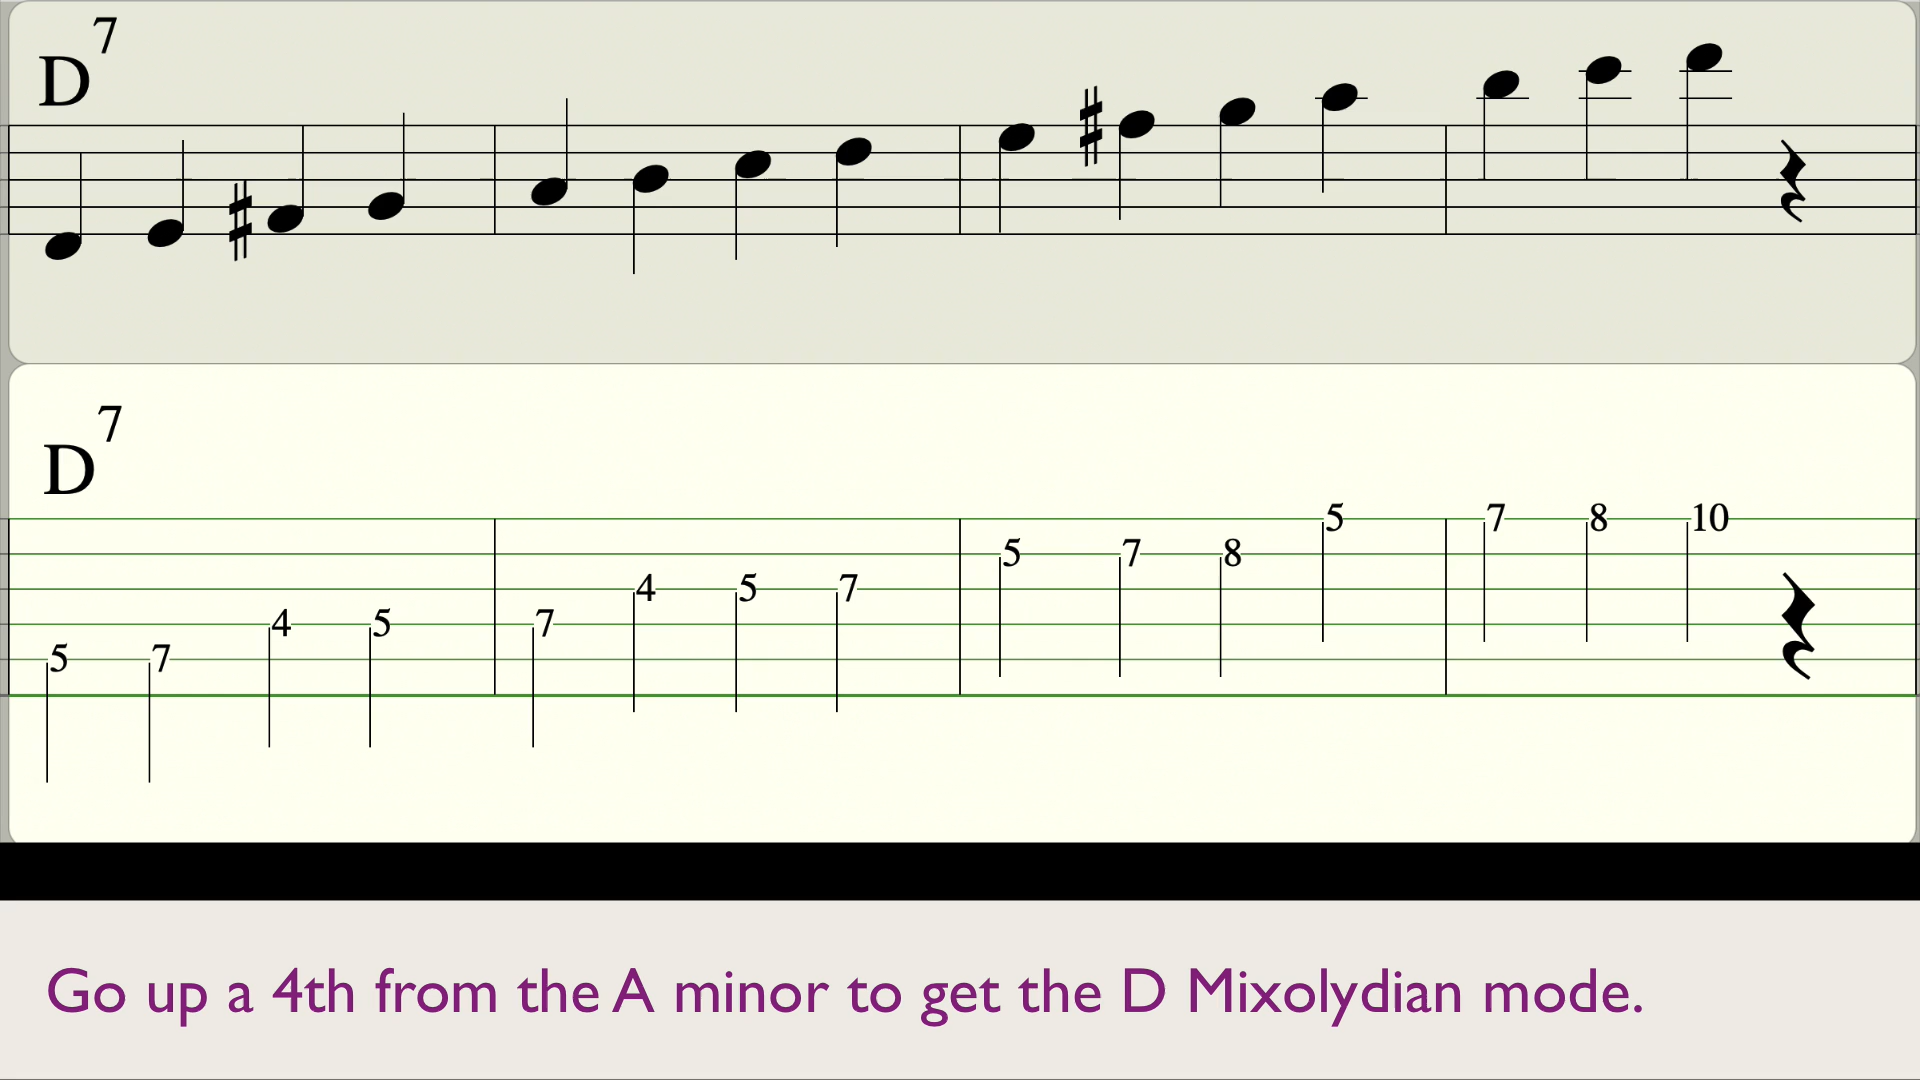 D7
D7
5 7 4 5 7 4 5 7 5 7 8 5 7 8 10
Go up a 4th from the A minor to get the D Mixolydian mode.